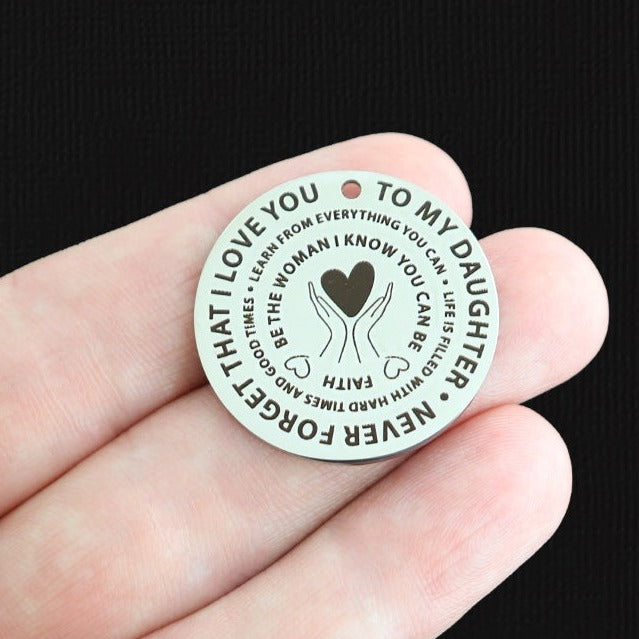 TO MY DAUGHTER • NEVER FORGET THAT I LOVE YOU
LIFE IS FILLED WITH HARD TIMES AND GOOD TIMES • LEARN FROM EVERYTHING YOU CAN •
BE THE WOMAN I KNOW YOU CAN BE
FAITH